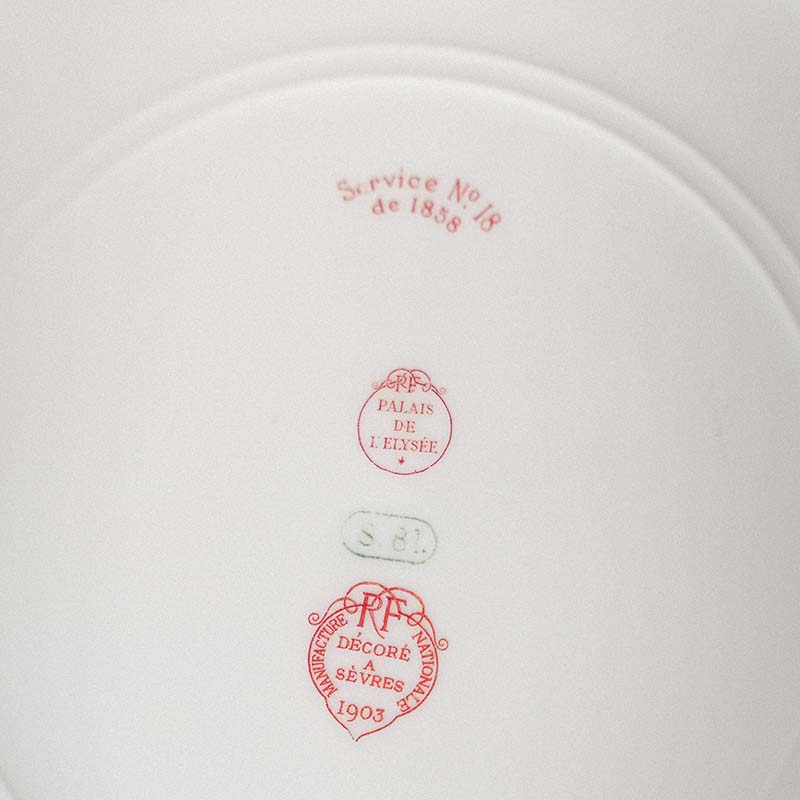 Service No. 18
de 1858
RF
PALAIS
DE
L'ELYSÉE
S. 81.
RF
MANUFACTURE NATIONALE
DÉCORÉ
A
SÈVRES
1903